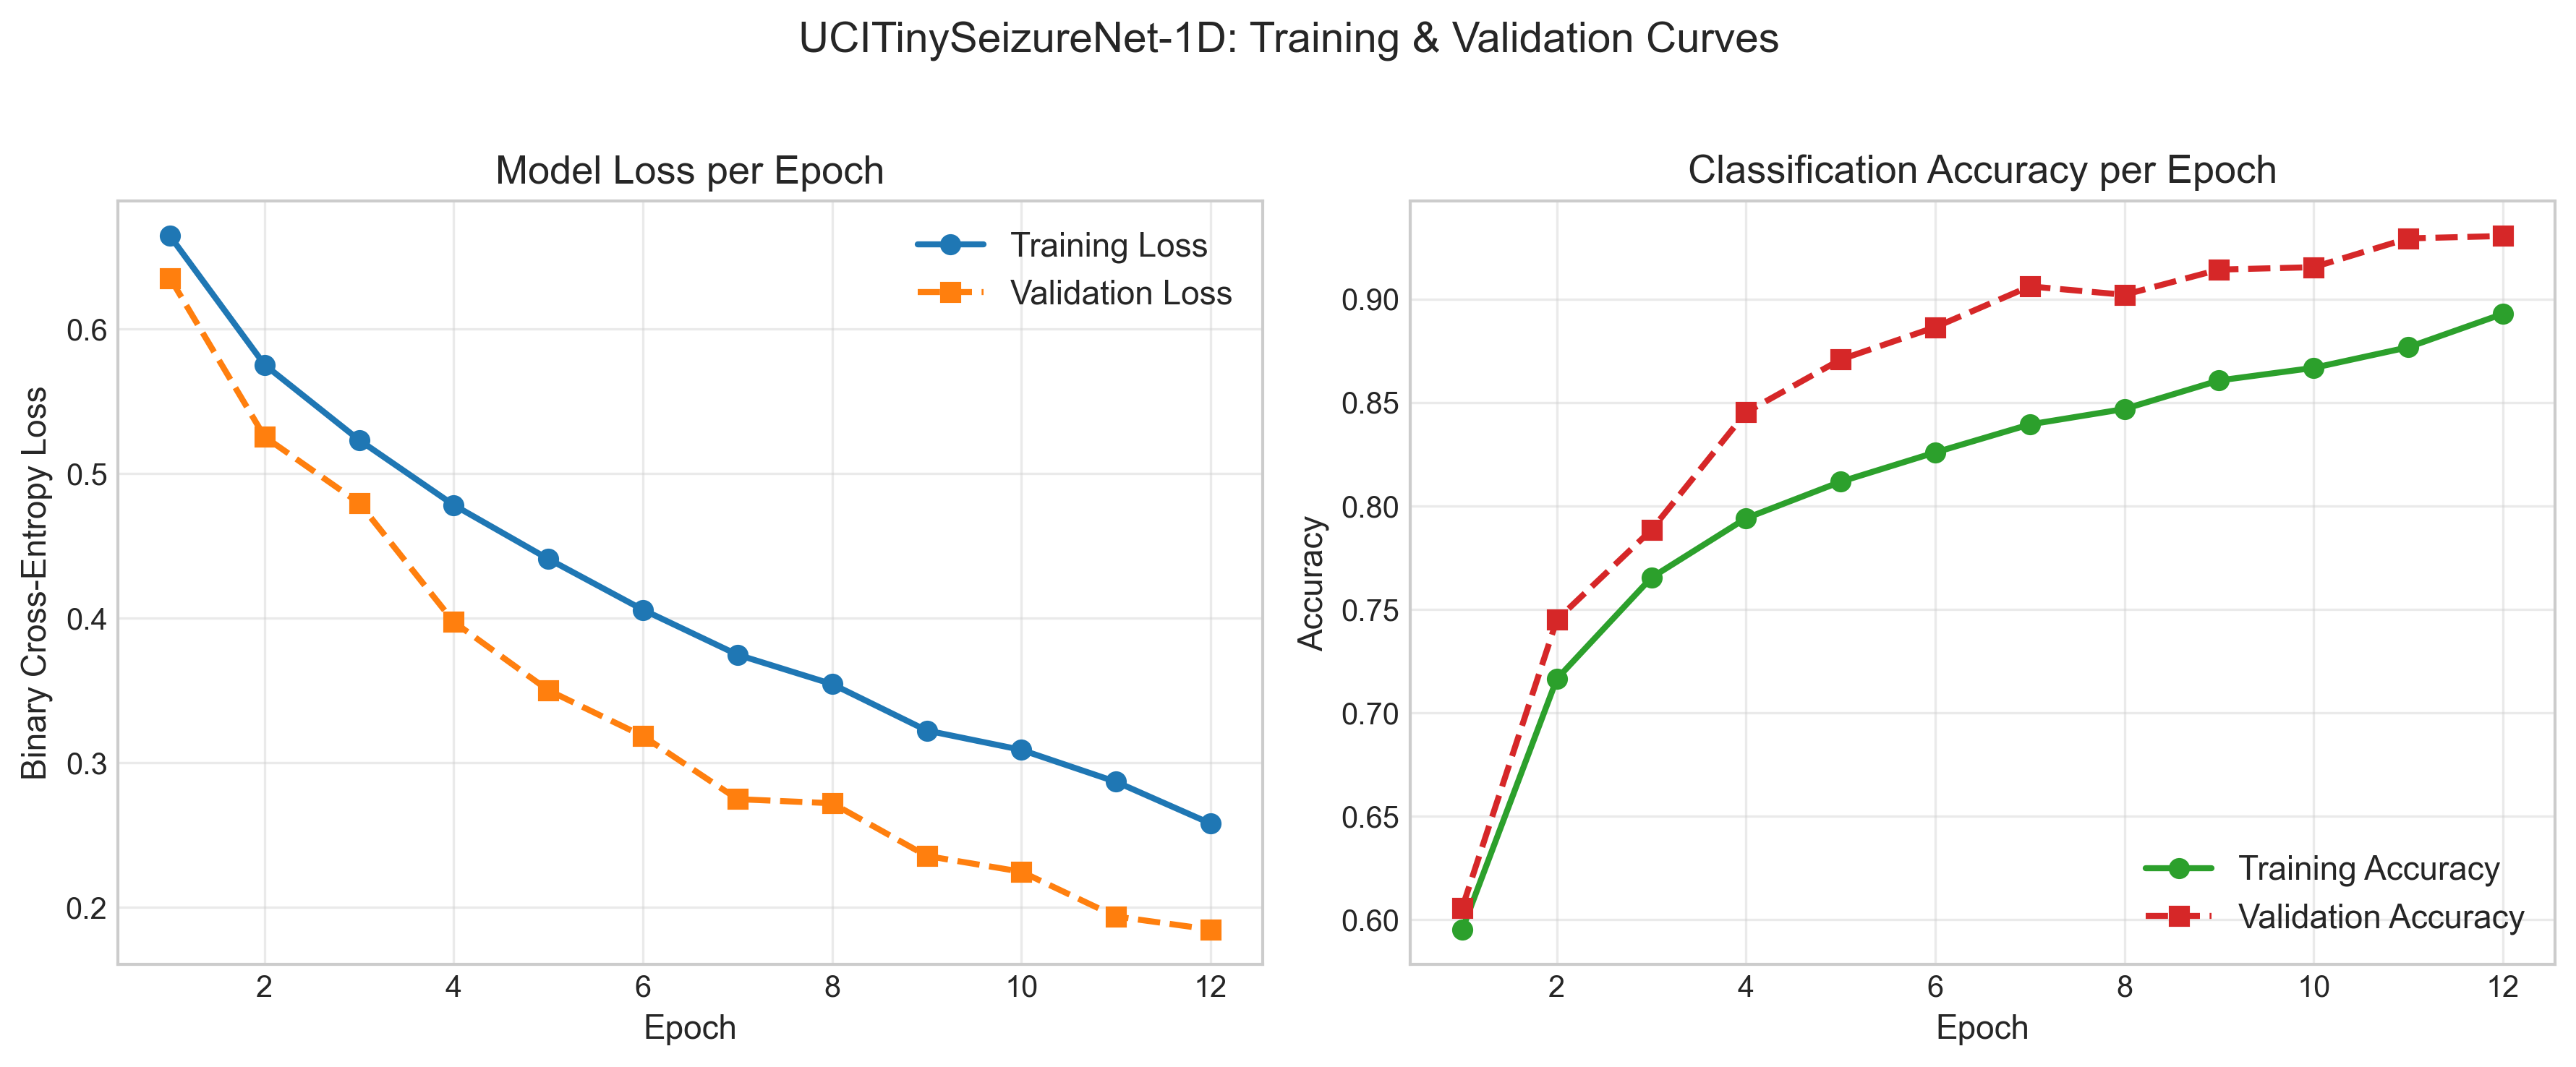 UCITinySeizureNet-1D: Training & Validation Curves
Model Loss per Epoch
Training Loss
Validation Loss
0.6
0.5
0.4
0.3
0.2
Binary Cross-Entropy Loss
2 4 6 8 10 12
Epoch
Classification Accuracy per Epoch
0.90
0.85
0.80
0.75
0.70
0.65
0.60
Accuracy
Training Accuracy
Validation Accuracy
2 4 6 8 10 12
Epoch